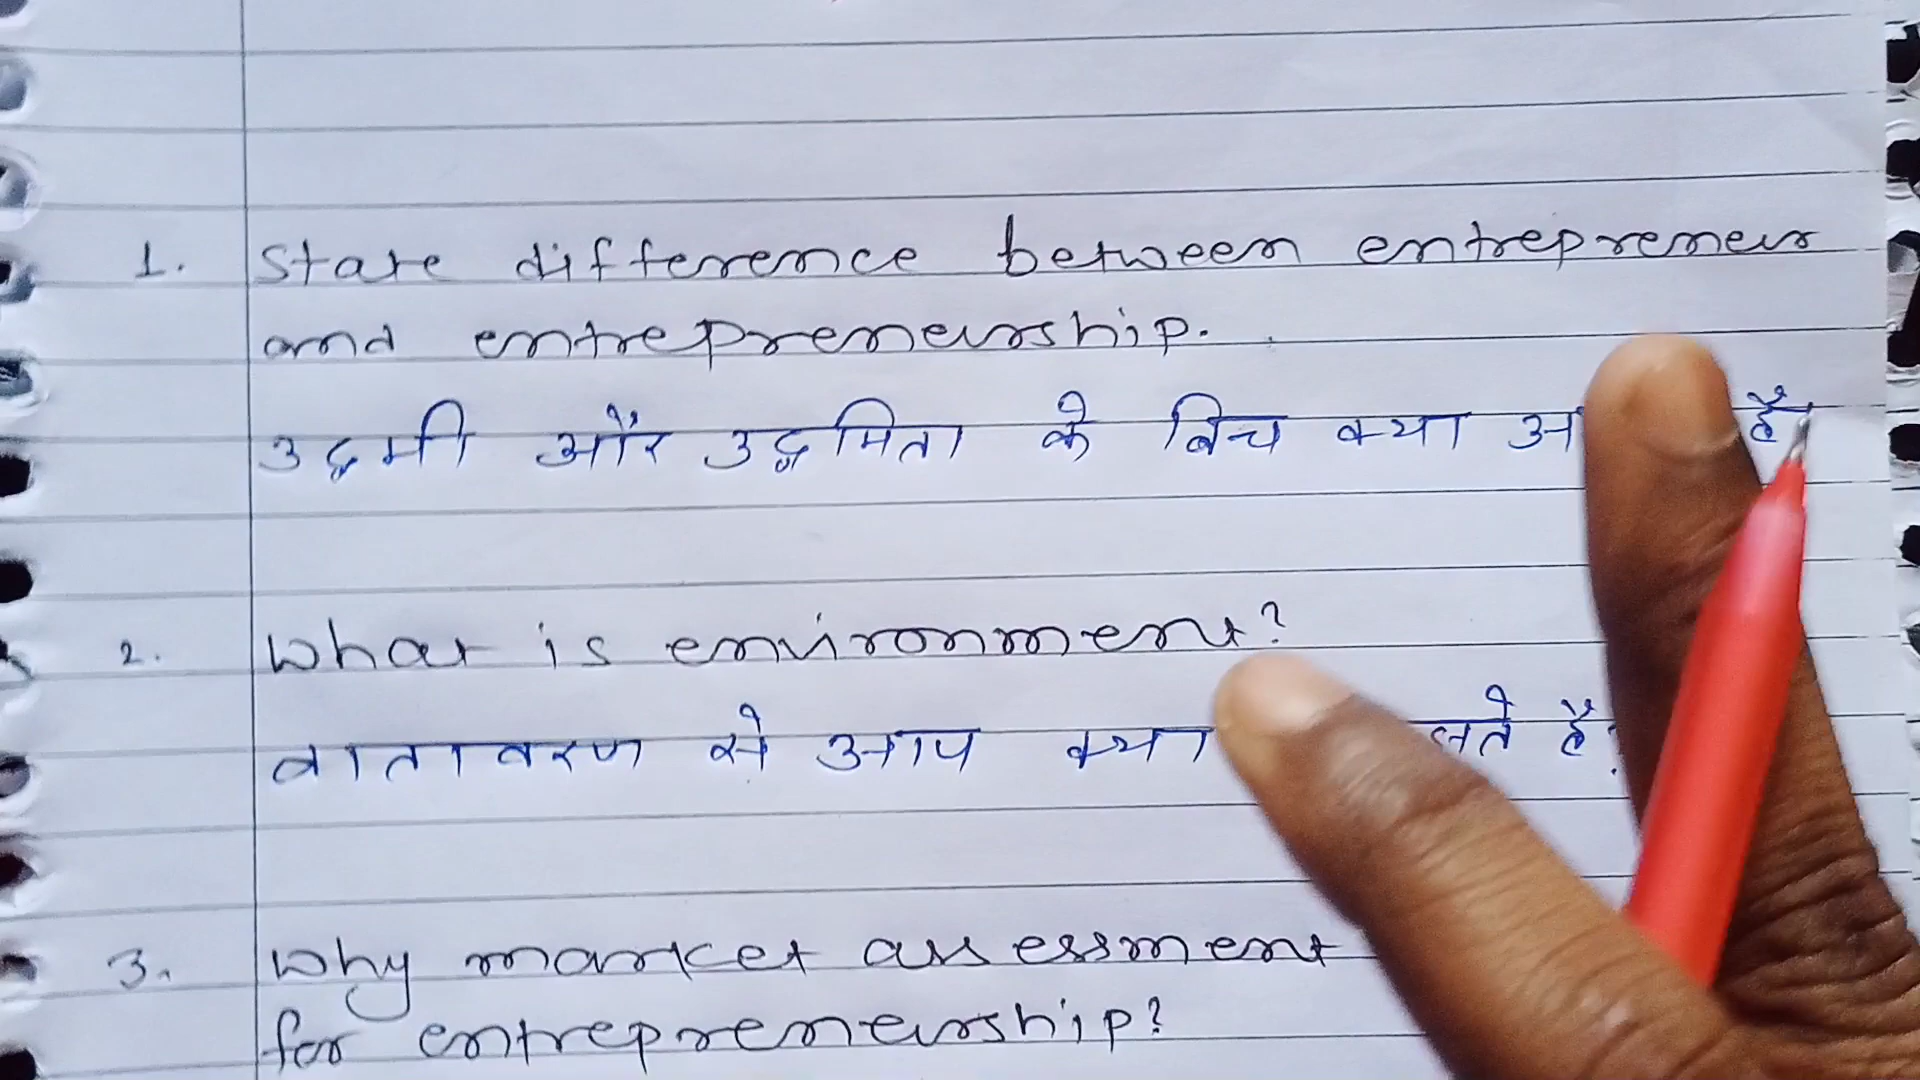 1. State difference between entrepreneur
and entrepreneurship.
उद्यमी और उद्यमिता के बिच क्या हैं
2. What is environment?
वातावरण से आप क्या हैं?
3. Why market assessment
for entrepreneurship?